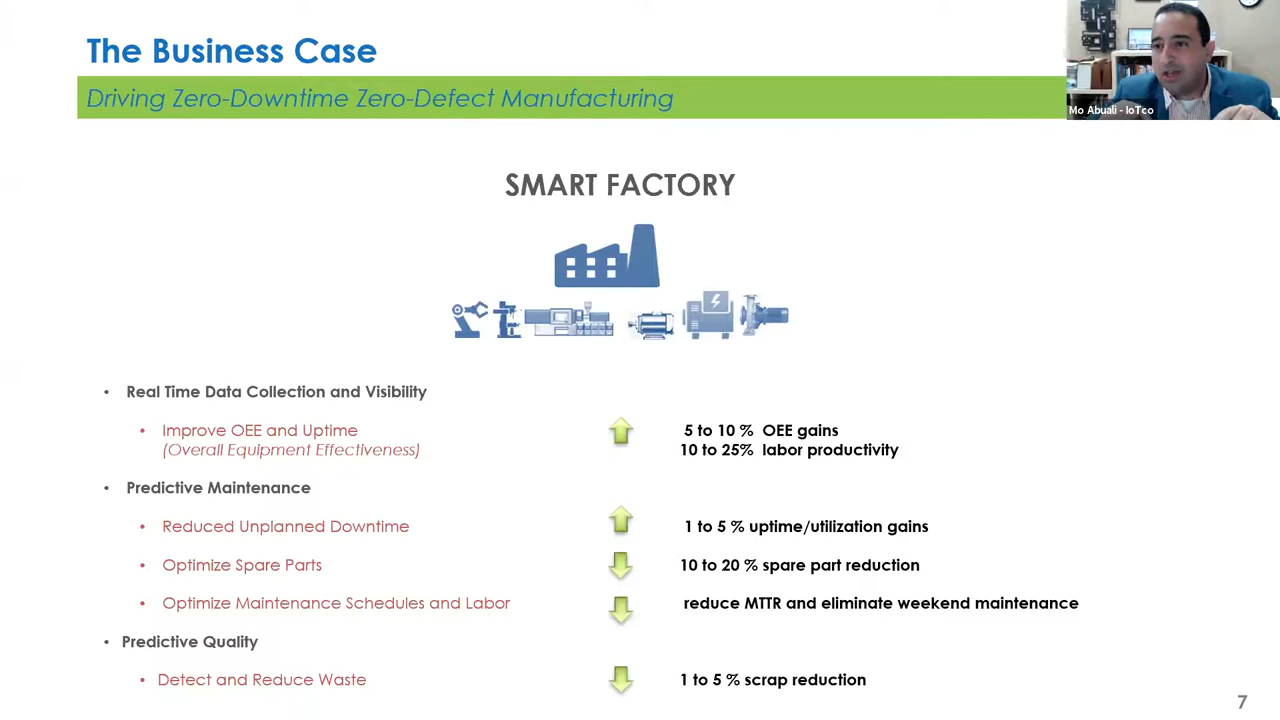 The Business Case
Driving Zero-Downtime Zero-Defect Manufacturing
Mo Abuali - IoTco
SMART FACTORY
• Real Time Data Collection and Visibility
• Improve OEE and Uptime 5 to 10 % OEE gains
(Overall Equipment Effectiveness) 10 to 25% labor productivity
• Predictive Maintenance
• Reduced Unplanned Downtime 1 to 5 % uptime/utilization gains
• Optimize Spare Parts 10 to 20 % spare part reduction
• Optimize Maintenance Schedules and Labor reduce MTTR and eliminate weekend maintenance
• Predictive Quality
• Detect and Reduce Waste 1 to 5 % scrap reduction
7